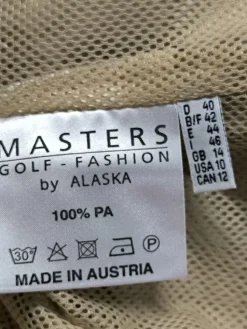 MASTERS
GOLF - FASHION
by ALASKA
100% PA
30°
P
MADE IN AUSTRIA
D 40
B/F 42
E 44
I 46
GB 14
USA 10
CAN 12